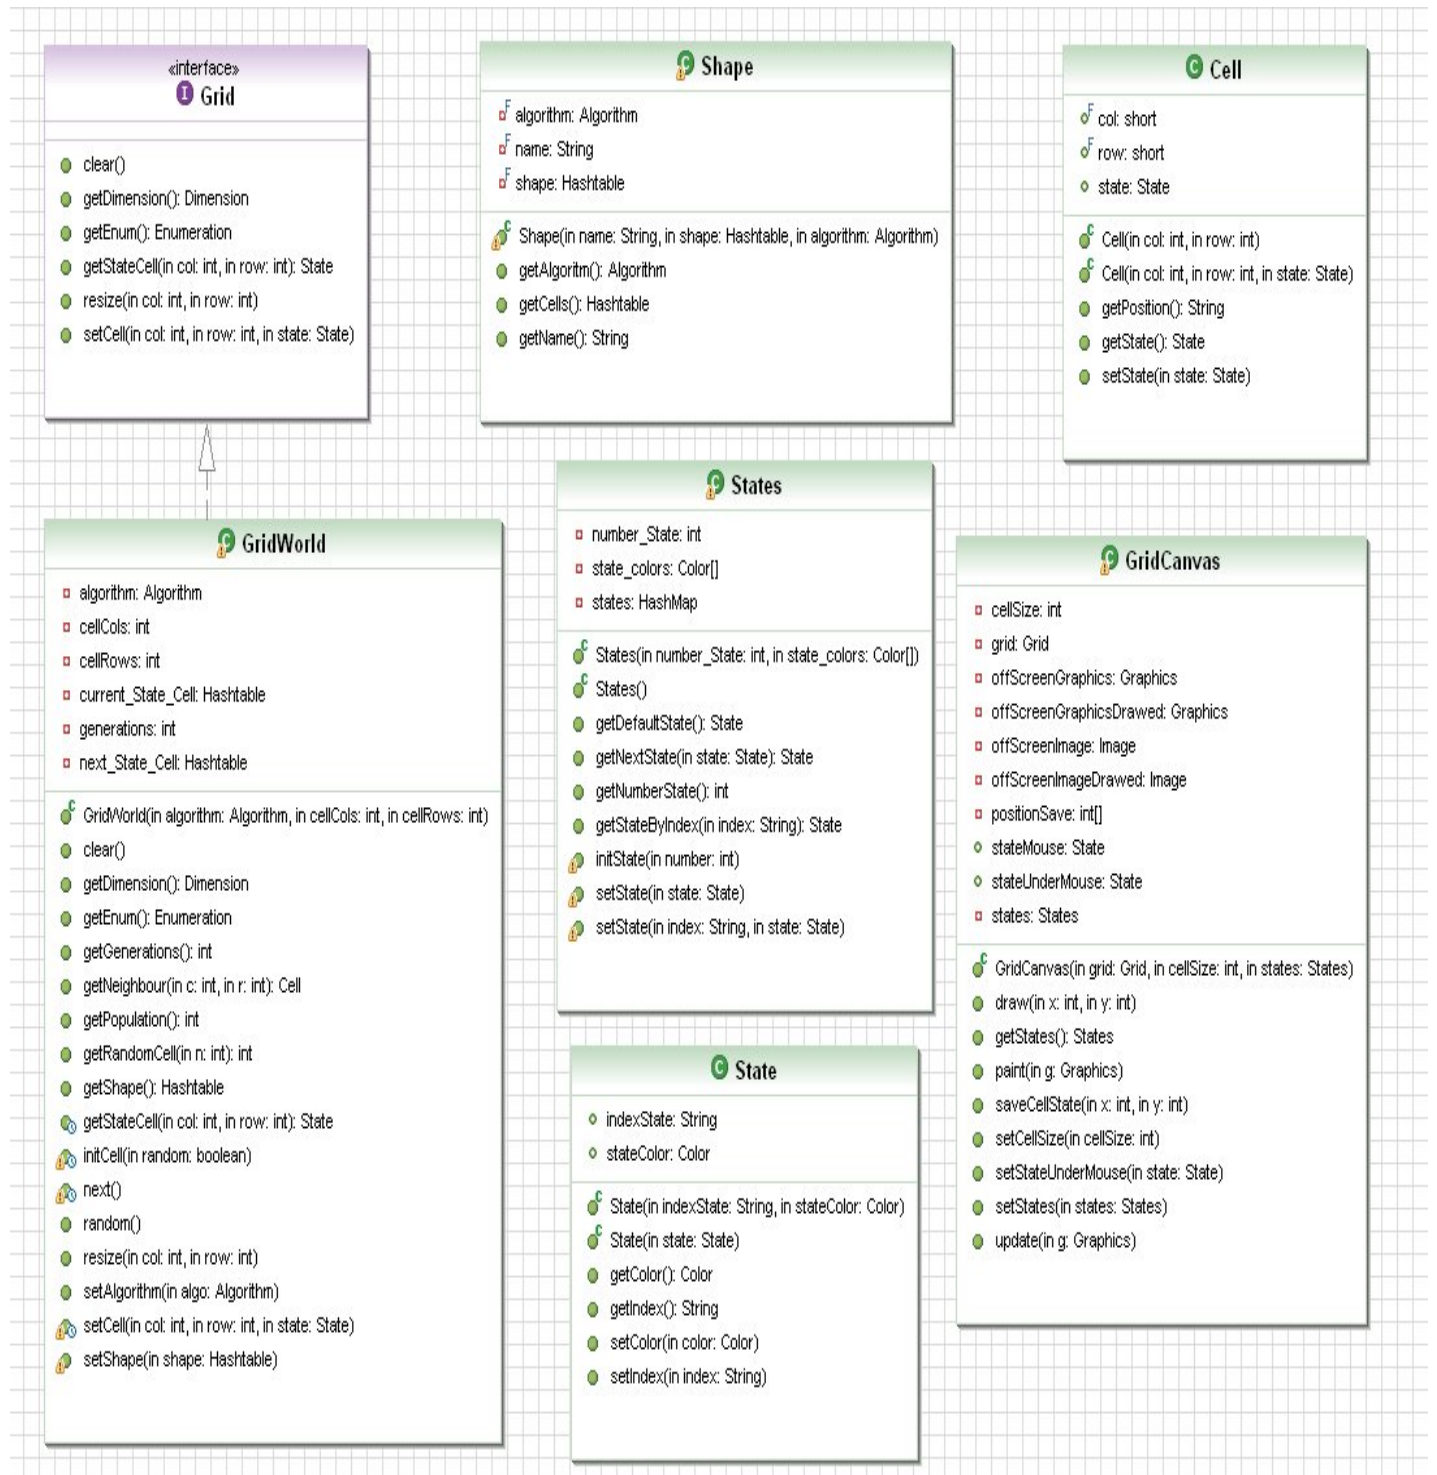 «interface»
Grid
clear()
getDimension(): Dimension
getEnum(): Enumeration
getStateCell(in col: int, in row: int): State
resize(in col: int, in row: int)
setCell(in col: int, in row: int, in state: State)
Shape
algorithm: Algorithm
name: String
shape: Hashtable
Shape(in name: String, in shape: Hashtable, in algorithm: Algorithm)
getAlgoritm(): Algorithm
getCells(): Hashtable
getName(): String
Cell
col: short
row: short
state: State
Cell(in col: int, in row: int)
Cell(in col: int, in row: int, in state: State)
getPosition(): String
getState(): State
setState(in state: State)
GridWorld
algorithm: Algorithm
cellCols: int
cellRows: int
current_State_Cell: Hashtable
generations: int
next_State_Cell: Hashtable
GridWorld(in algorithm: Algorithm, in cellCols: int, in cellRows: int)
clear()
getDimension(): Dimension
getEnum(): Enumeration
getGenerations(): int
getNeighbour(in c: int, in r: int): Cell
getPopulation(): int
getRandomCell(in n: int): int
getShape(): Hashtable
getStateCell(in col: int, in row: int): State
initCell(in random: boolean)
next()
random()
resize(in col: int, in row: int)
setAlgorithm(in algo: Algorithm)
setCell(in col: int, in row: int, in state: State)
setShape(in shape: Hashtable)
States
number_State: int
state_colors: Color[]
states: HashMap
States(in number_State: int, in state_colors: Color[])
States()
getDefaultState(): State
getNextState(in state: State): State
getNumberState(): int
getStateByIndex(in index: String): State
initState(in number: int)
setState(in state: State)
setState(in index: String, in state: State)
State
indexState: String
stateColor: Color
State(in indexState: String, in stateColor: Color)
State(in state: State)
getColor(): Color
getIndex(): String
setColor(in color: Color)
setIndex(in index: String)
GridCanvas
cellSize: int
grid: Grid
offScreenGraphics: Graphics
offScreenGraphicsDrawed: Graphics
offScreenImage: Image
offScreenImageDrawed: Image
positionSave: int[]
stateMouse: State
stateUnderMouse: State
states: States
GridCanvas(in grid: Grid, in cellSize: int, in states: States)
draw(in x: int, in y: int)
getStates(): States
paint(in g: Graphics)
saveCellState(in x: int, in y: int)
setCellSize(in cellSize: int)
setStateUnderMouse(in state: State)
setStates(in states: States)
update(in g: Graphics)